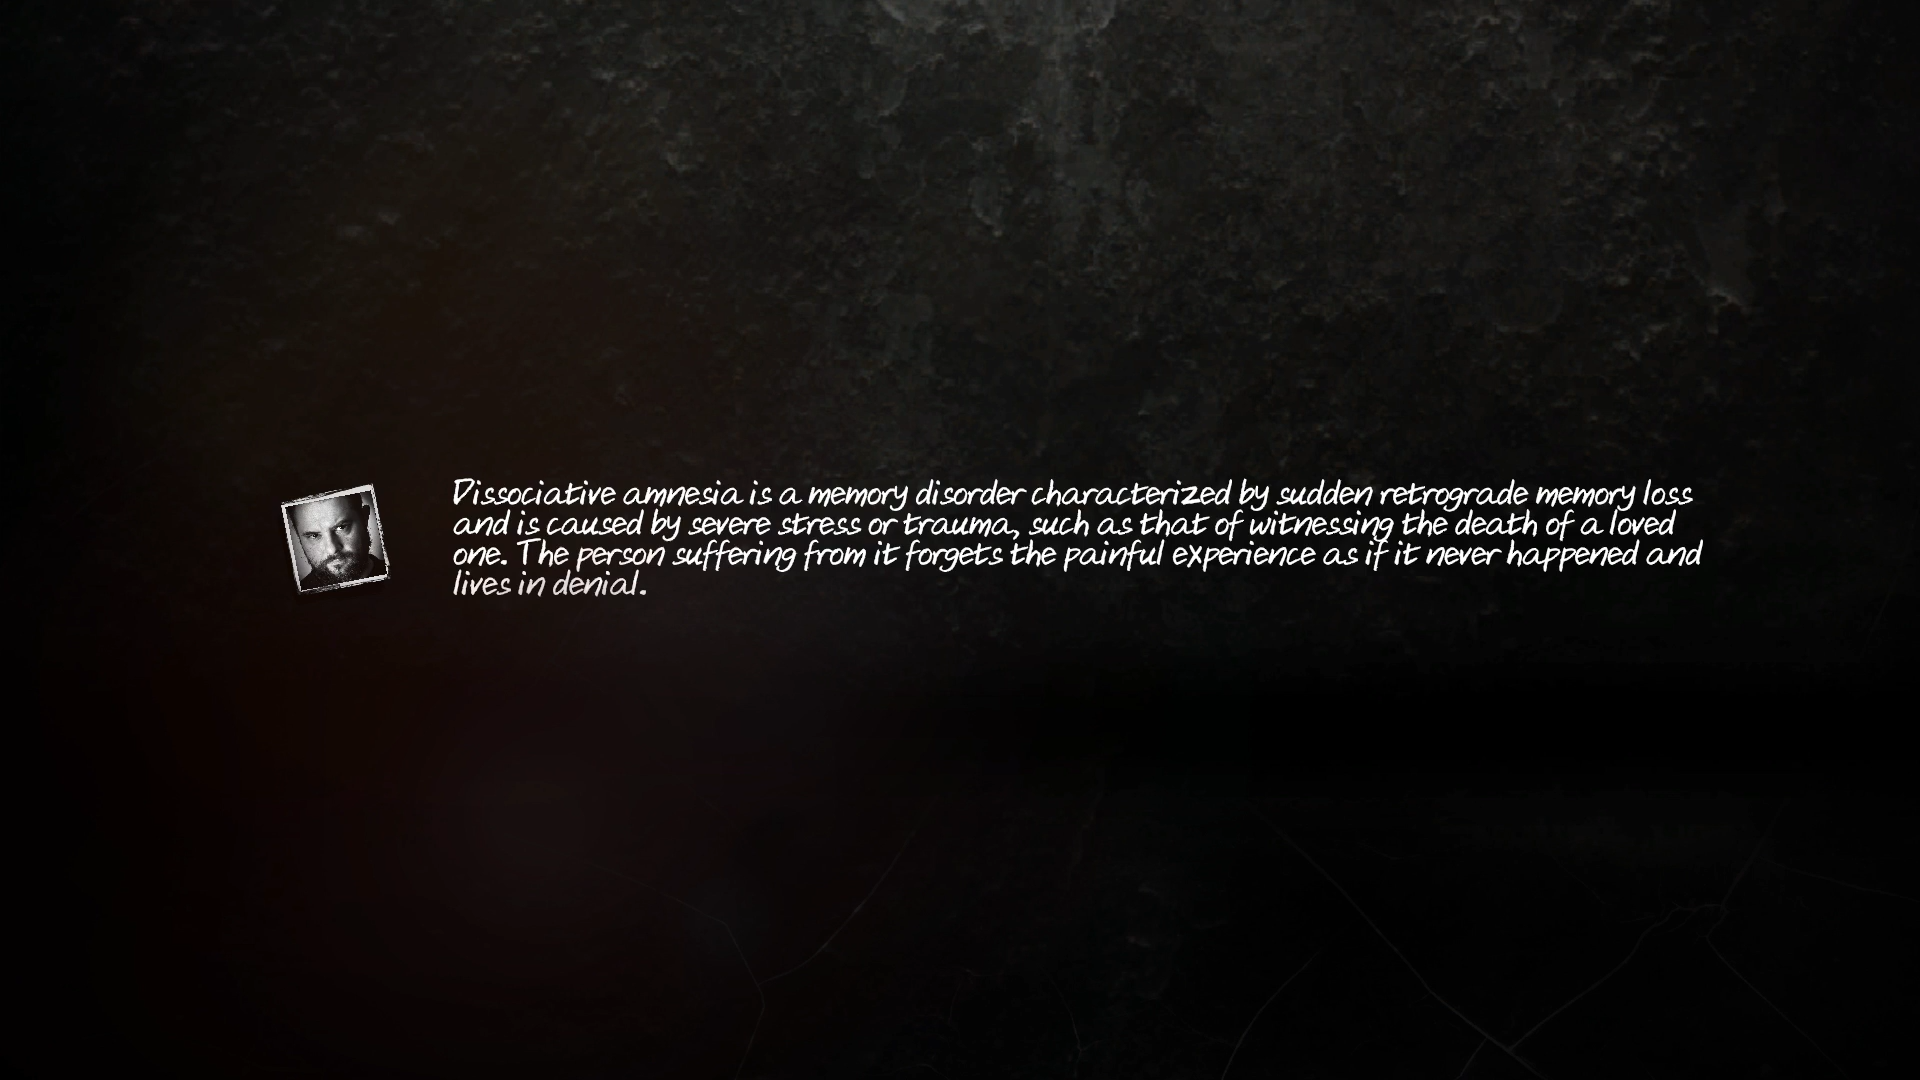 Dissociative amnesia is a memory disorder characterized by sudden retrograde memory loss
and is caused by severe stress or trauma, such as that of witnessing the death of a loved
one. The person suffering from it forgets the painful experience as if it never happened and
lives in denial.